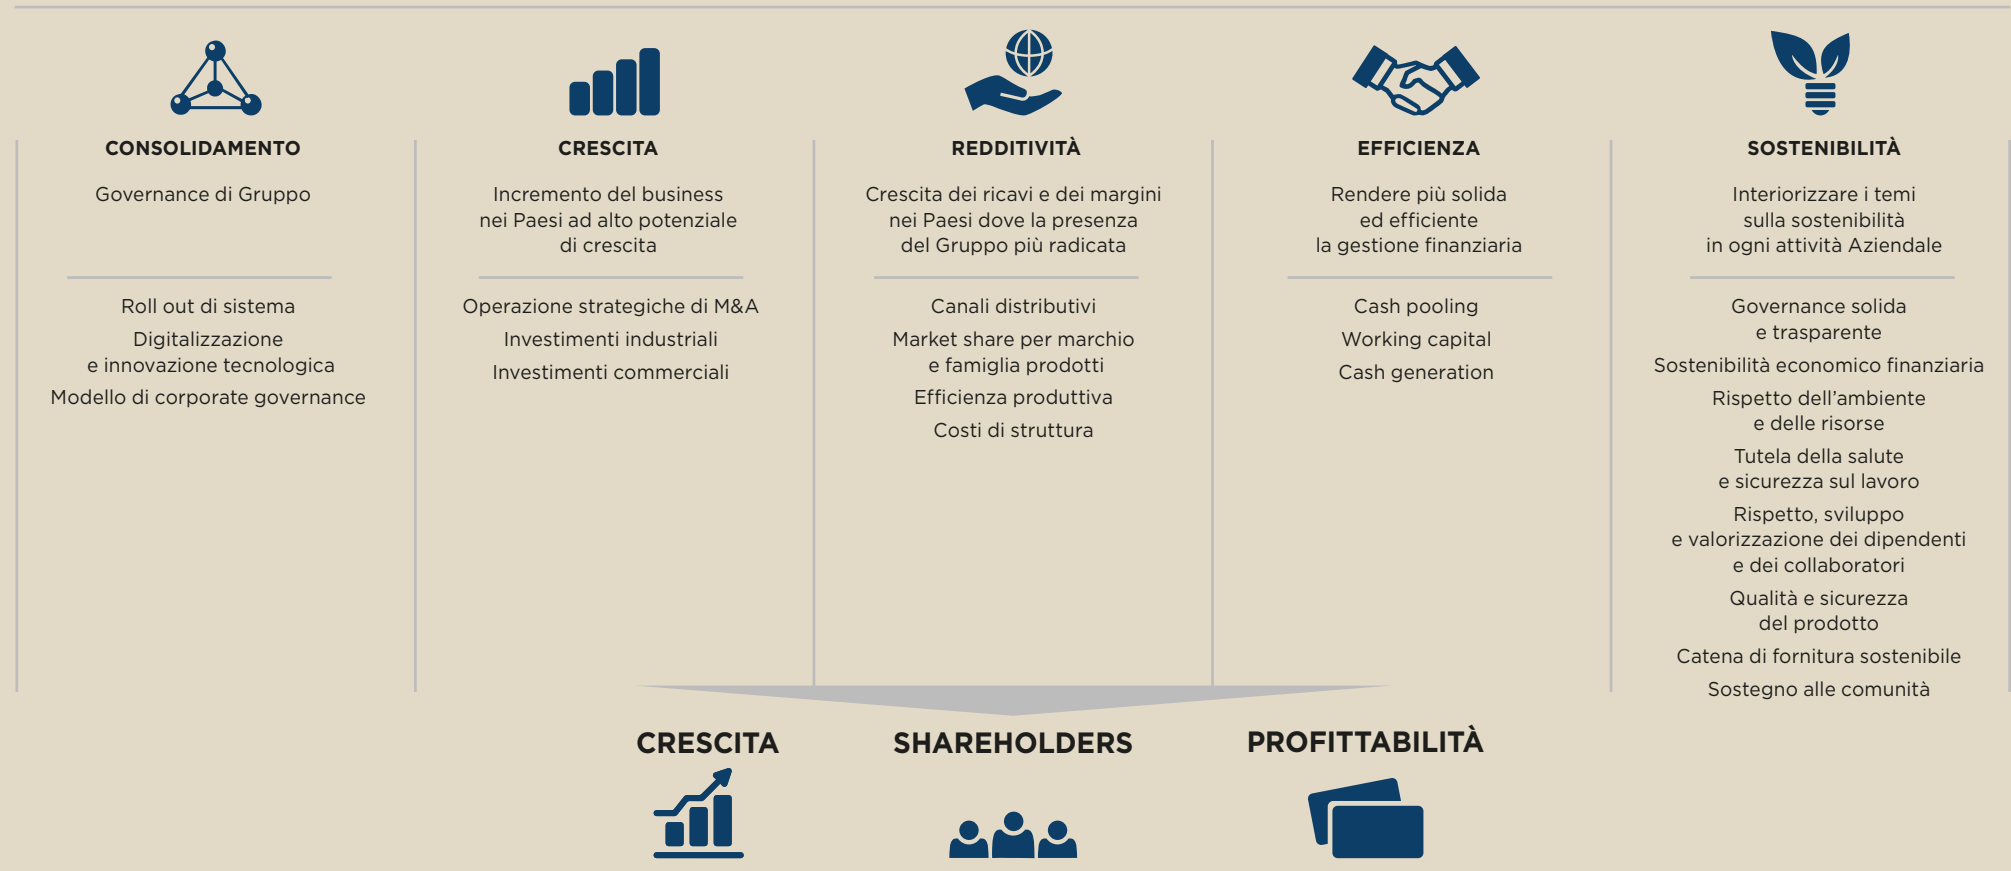 CONSOLIDAMENTO
Governance di Gruppo
Roll out di sistema
Digitalizzazione
e innovazione tecnologica
Modello di corporate governance
CRESCITA
Incremento del business
nei Paesi ad alto potenziale
di crescita
Operazione strategiche di M&A
Investimenti industriali
Investimenti commerciali
REDDITIVITÀ
Crescita dei ricavi e dei margini
nei Paesi dove la presenza
del Gruppo più radicata
Canali distributivi
Market share per marchio
e famiglia prodotti
Efficienza produttiva
Costi di struttura
EFFICIENZA
Rendere più solida
ed efficiente
la gestione finanziaria
Cash pooling
Working capital
Cash generation
SOSTENIBILITÀ
Interiorizzare i temi
sulla sostenibilità
in ogni attività Aziendale
Governance solida
e trasparente
Sostenibilità economico finanziaria
Rispetto dell’ambiente
e delle risorse
Tutela della salute
e sicurezza sul lavoro
Rispetto, sviluppo
e valorizzazione dei dipendenti
e dei collaboratori
Qualità e sicurezza
del prodotto
Catena di fornitura sostenibile
Sostegno alle comunità
CRESCITA
SHAREHOLDERS
PROFITTABILITÀ